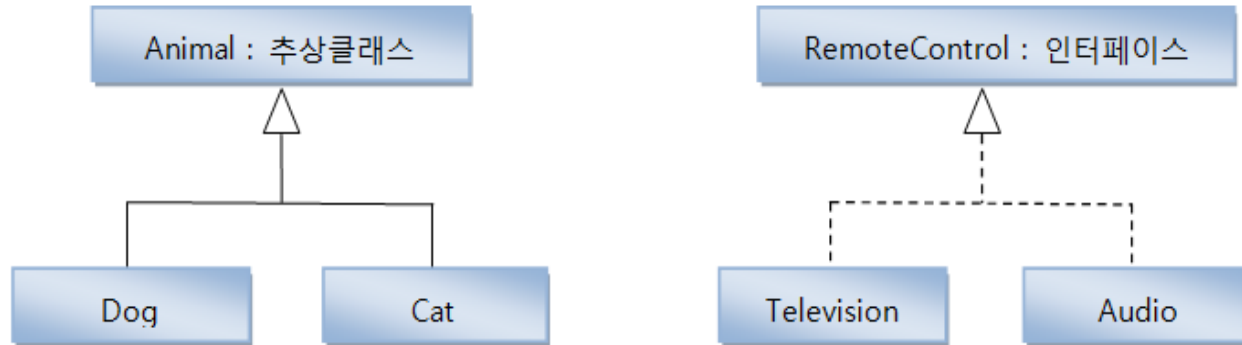 Animal : 추상클래스
RemoteControl : 인터페이스
Dog
Cat
Television
Audio